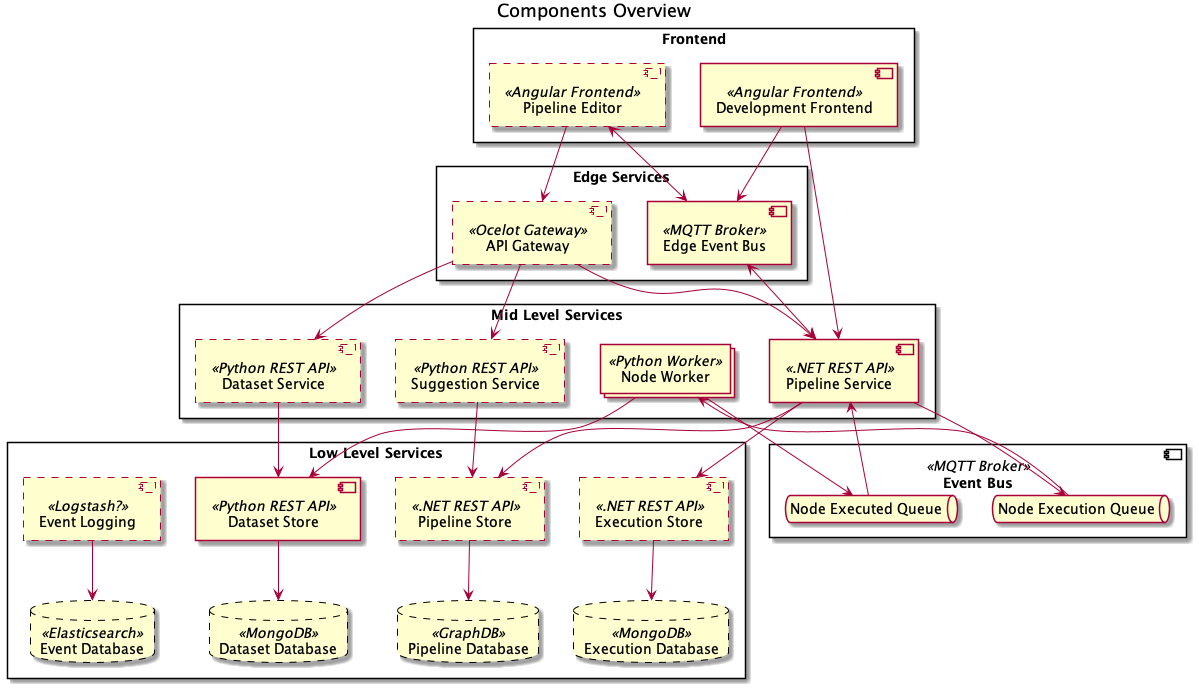 Components Overview
Frontend
«Angular Frontend»
Pipeline Editor
«Angular Frontend»
Development Frontend
Edge Services
«Ocelot Gateway»
API Gateway
«MQTT Broker»
Edge Event Bus
Mid Level Services
«Python REST API»
Dataset Service
«Python REST API»
Suggestion Service
«Python Worker»
Node Worker
«.NET REST API»
Pipeline Service
Low Level Services
«Logstash?»
Event Logging
«Python REST API»
Dataset Store
«.NET REST API»
Pipeline Store
«.NET REST API»
Execution Store
«MQTT Broker»
Event Bus
Node Executed Queue
Node Execution Queue
«Elasticsearch»
Event Database
«MongoDB»
Dataset Database
«GraphDB»
Pipeline Database
«MongoDB»
Execution Database